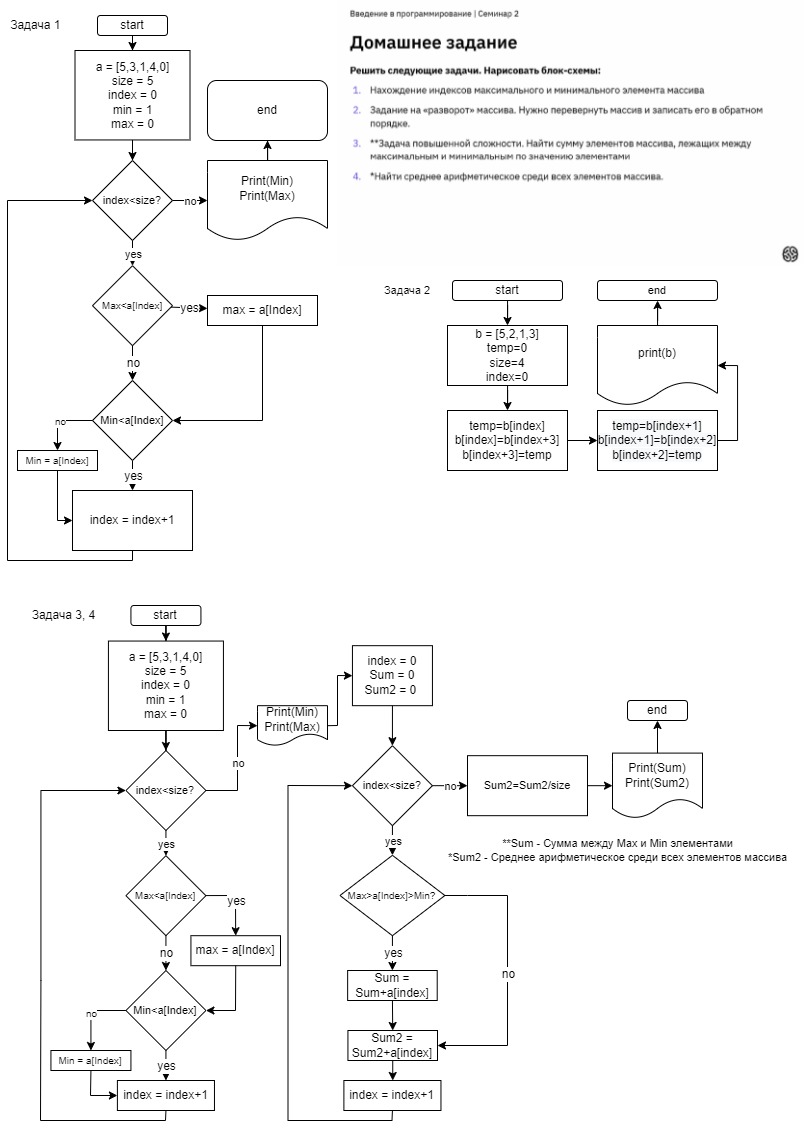 Задача 1
start
a = [5,3,1,4,0]
size = 5
index = 0
min = 1
max = 0
end
index<size?
no
Print(Min)
Print(Max)
yes
Max<a[Index]
yes
max = a[Index]
no
Min<a[Index]
no
Min = a[Index]
yes
index = index+1
Введение в программирование | Семинар 2
Домашнее задание
Решить следующие задачи. Нарисовать блок-схемы:
1. Нахождение индексов максимального и минимального элемента массива
2. Задание на «разворот» массива. Нужно перевернуть массив и записать его в обратном
порядке.
3. **Задача повышенной сложности. Найти сумму элементов массива, лежащих между
максимальным и минимальным по значению элементами
4. *Найти среднее арифметическое среди всех элементов массива.
Задача 2
start
end
b = [5,2,1,3]
temp=0
size=4
index=0
print(b)
temp=b[index]
b[index]=b[index+3]
b[index+3]=temp
temp=b[index+1]
b[index+1]=b[index+2]
b[index+2]=temp
Задача 3, 4
start
a = [5,3,1,4,0]
size = 5
index = 0
min = 1
max = 0
index<size?
no
Print(Min)
Print(Max)
yes
Max<a[Index]
yes
max = a[Index]
no
Min<a[Index]
no
Min = a[Index]
yes
index = index+1
index = 0
Sum = 0
Sum2 = 0
index<size?
no
Sum2=Sum2/size
Print(Sum)
Print(Sum2)
end
yes
**Sum - Сумма между Max и Min элементами
*Sum2 - Среднее арифметическое среди всех элементов массива
Max>a[Index]>Min?
yes
no
Sum =
Sum+a[index]
Sum2 =
Sum2+a[index]
index = index+1